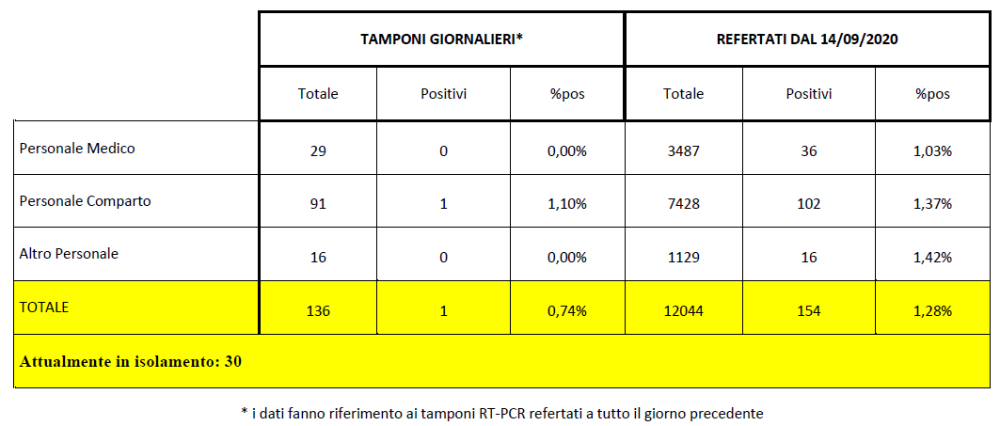 TAMPONI GIORNALIERI* REFERTATI DAL 14/09/2020
Totale Positivi %pos Totale Positivi %pos
Personale Medico 29 0 0,00% 3487 36 1,03%
Personale Comparto 91 1 1,10% 7428 102 1,37%
Altro Personale 16 0 0,00% 1129 16 1,42%
TOTALE 136 1 0,74% 12044 154 1,28%
Attualmente in isolamento: 30
* i dati fanno riferimento ai tamponi RT-PCR refertati a tutto il giorno precedente